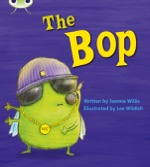 The
Bop
Written by Jeanne Willis
Illustrated by Lee Wildish